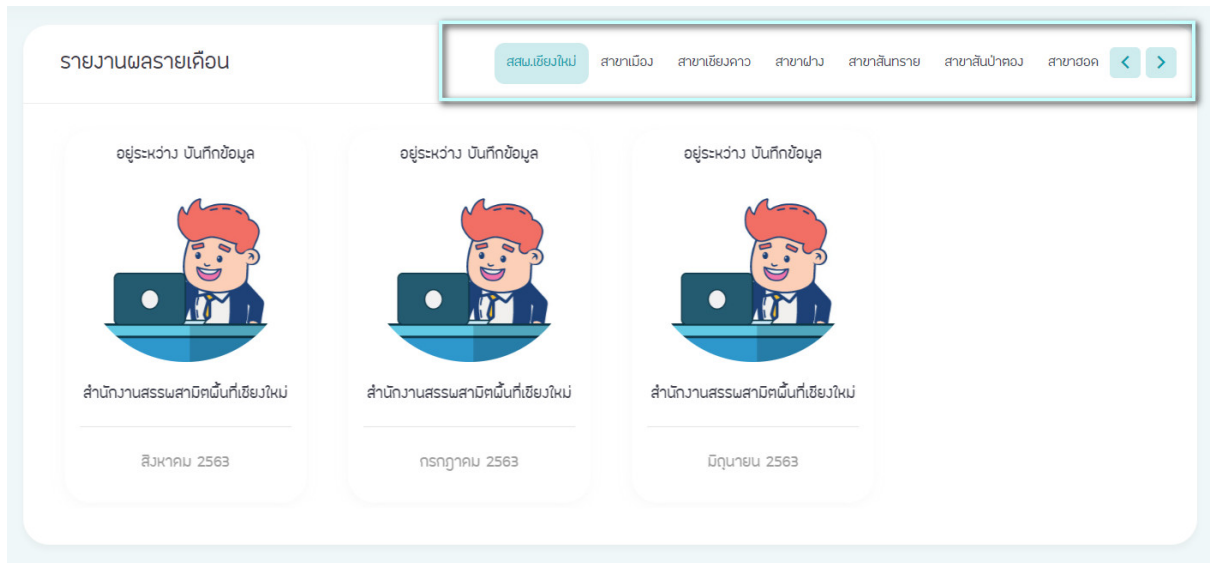 รายงานผลรายเดือน
สสพ.เชียงใหม่ สาขาเมือง สาขาเชียงดาว สาขาฝาง สาขาสันทราย สาขาสันป่าตอง สาขาฮอด
อยู่ระหว่าง บันทึกข้อมูล อยู่ระหว่าง บันทึกข้อมูล อยู่ระหว่าง บันทึกข้อมูล
สำนักงานสรรพสามิตพื้นที่เชียงใหม่ สำนักงานสรรพสามิตพื้นที่เชียงใหม่ สำนักงานสรรพสามิตพื้นที่เชียงใหม่
สิงหาคม 2563 กรกฎาคม 2563 มิถุนายน 2563